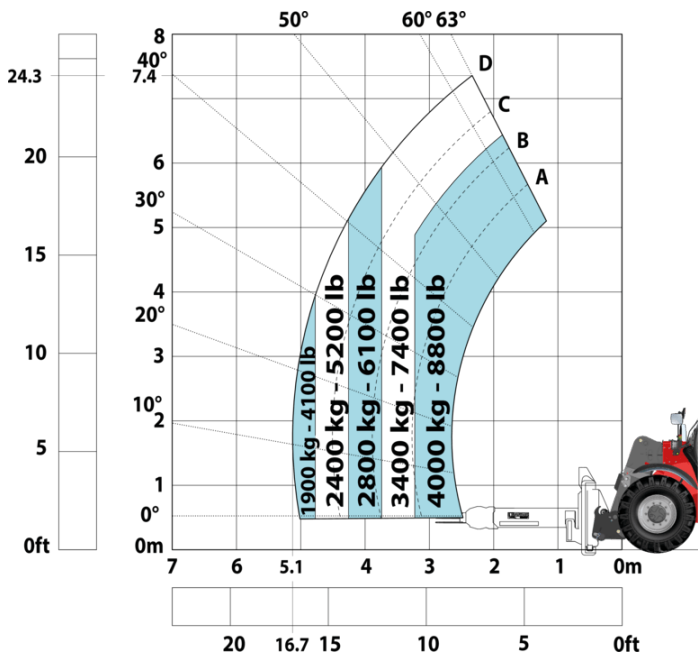 50°
60° 63°
8
40°
24.3
7.4
D
C
B
A
20
6
30°
15
5
4
20°
10
3
10°
2
5
1
0°
0ft
0m
1900 kg - 4100 lb
2400 kg - 5200 lb
2800 kg - 6100 lb
3400 kg - 7400 lb
4000 kg - 8800 lb
7 6 5.1 4 3 2 1 0m
20 16.7 15 10 5 0ft